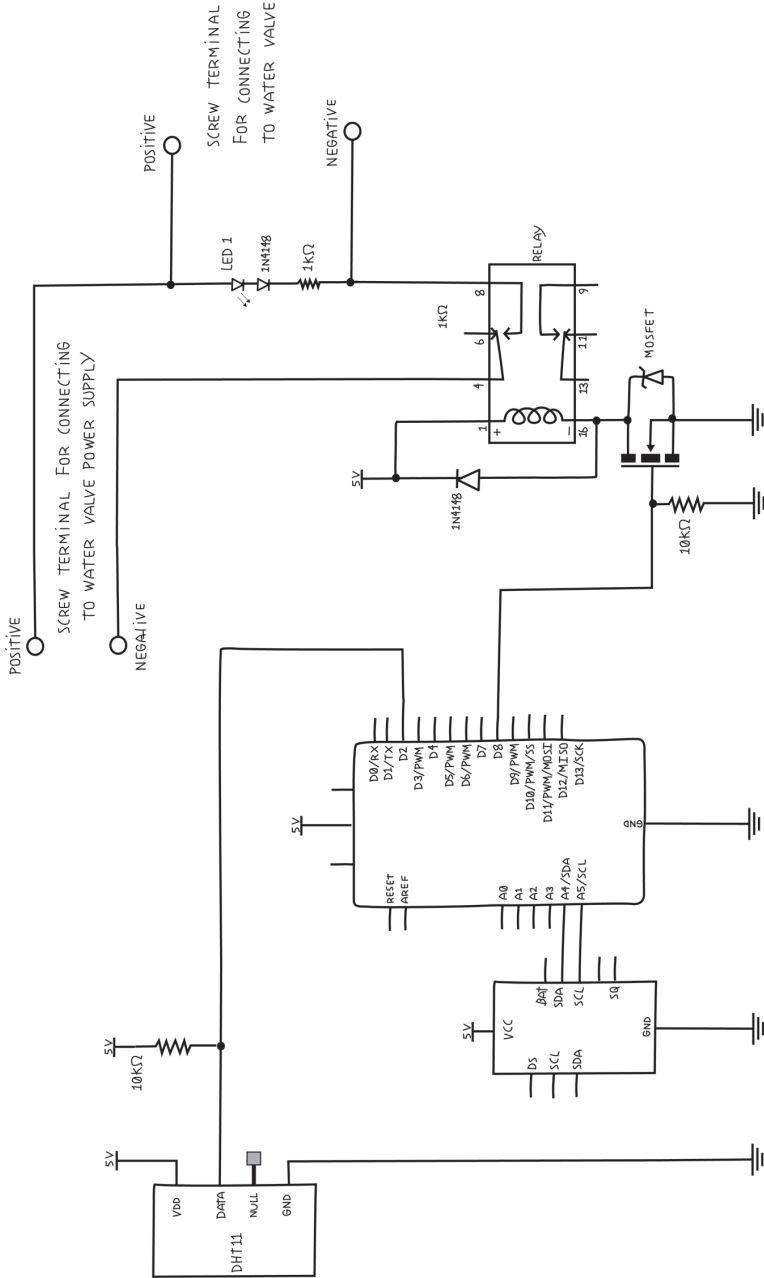 POSITIVE
SCREW TERMINAL FOR CONNECTING
TO WATER VALVE POWER SUPPLY
NEGATIVE
POSITIVE
SCREW TERMINAL
FOR CONNECTING
TO WATER VALVE
NEGATIVE
LED 1
1N4148
1KΩ
5V
VDD
DATA
NULL
GND
DHT11
5V
10KΩ
5V
VCC
DS
SCL
SDA
BAT
SDA
SCL
SQ
GND
5V
RESET
AREF
A0
A1
A2
A3
A4/SDA
A5/SCL
D0/RX
D1/TX
D2
D3/PWM
D4
D5/PWM
D6/PWM
D7
D8
D9/PWM
D10/PWM/SS
D11/PWM/MOSI
D12/MISO
D13/SCK
GND
5V
1N4148
1KΩ
1
4
6
8
+
−
16
13
11
9
RELAY
MOSFET
10KΩ